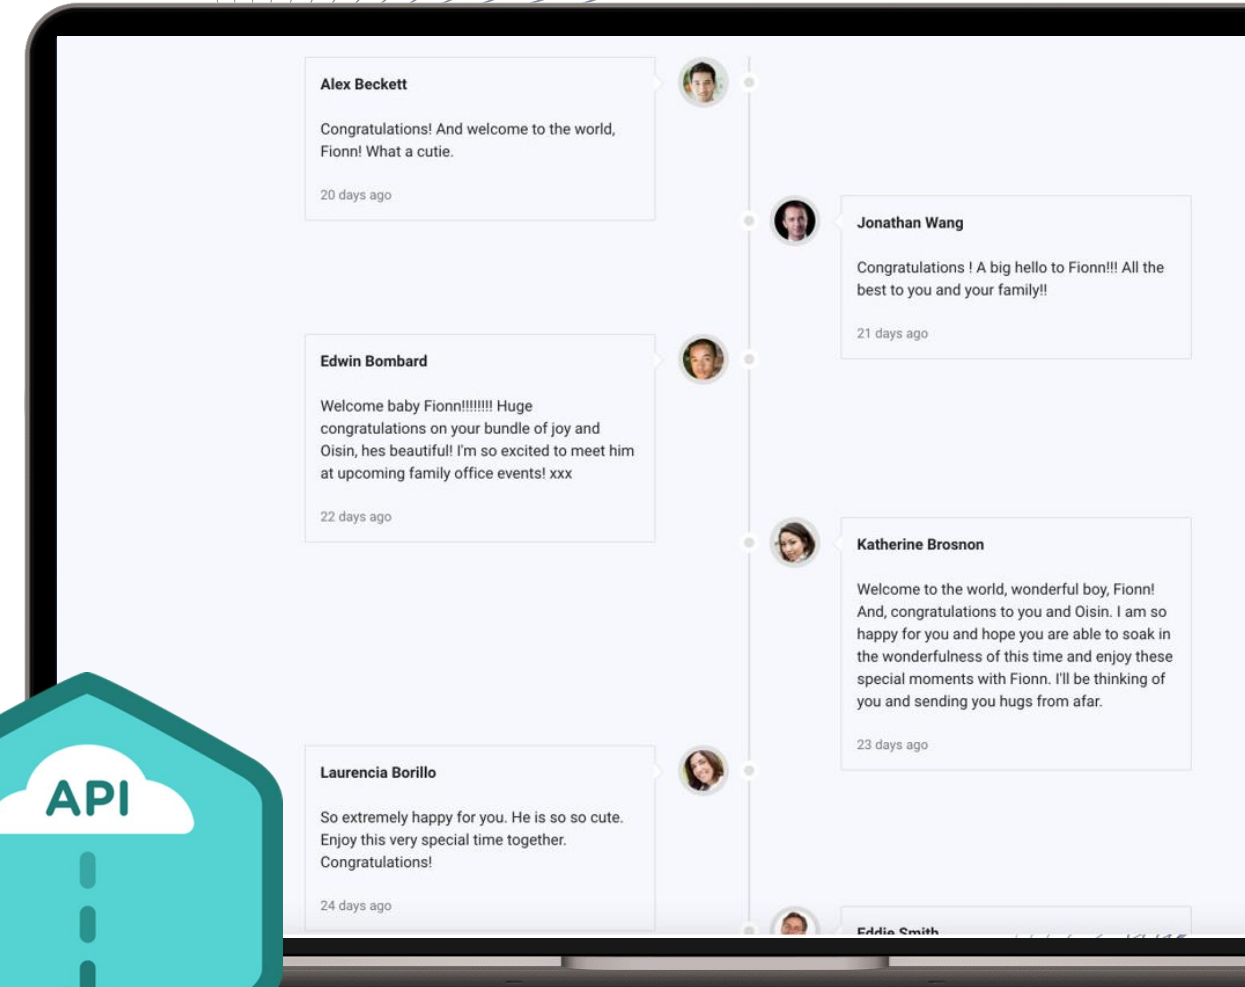 Alex Beckett
Congratulations! And welcome to the world,
Fionn! What a cutie.
20 days ago
Jonathan Wang
Congratulations ! A big hello to Fionn!!! All the
best to you and your family!!
21 days ago
Edwin Bombard
Welcome baby Fionn!!!!!!!! Huge
congratulations on your bundle of joy and
Oisin, hes beautiful! I'm so excited to meet him
at upcoming family office events! xxx
22 days ago
Katherine Brosnon
Welcome to the world, wonderful boy, Fionn!
And, congratulations to you and Oisin. I am so
happy for you and hope you are able to soak in
the wonderfulness of this time and enjoy these
special moments with Fionn. I'll be thinking of
you and sending you hugs from afar.
23 days ago
Laurencia Borillo
So extremely happy for you. He is so so cute.
Enjoy this very special time together.
Congratulations!
24 days ago
Eddie Smith
API